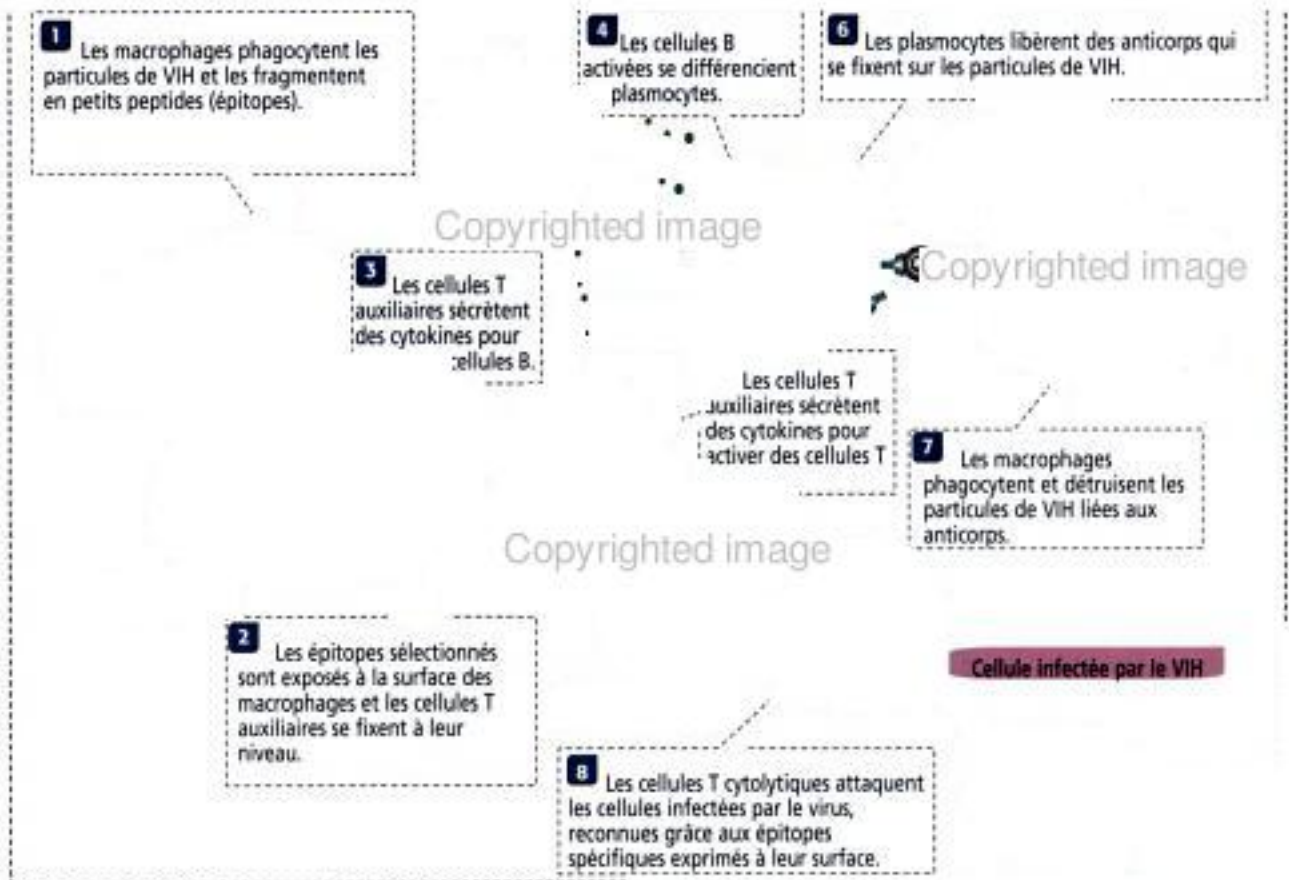 1
Les macrophages phagocytent les
particules de VIH et les fragmentent
en petits peptides (épitopes).
4
Les cellules B
activées se différencient
plasmocytes.
6
Les plasmocytes libèrent des anticorps qui
se fixent sur les particules de VIH.
Copyrighted image
Copyrighted image
3
Les cellules T
auxiliaires sécrètent
des cytokines pour
cellules B.
Les cellules T
auxiliaires sécrètent
des cytokines pour
activer des cellules T
7
Les macrophages
phagocytent et détruisent les
particules de VIH liées aux
anticorps.
Copyrighted image
2
Les épitopes sélectionnés
sont exposés à la surface des
macrophages et les cellules T
auxiliaires se fixent à leur
niveau.
Cellule infectée par le VIH
8
Les cellules T cytolytiques attaquent
les cellules infectées par le virus,
reconnues grâce aux épitopes
spécifiques exprimés à leur surface.